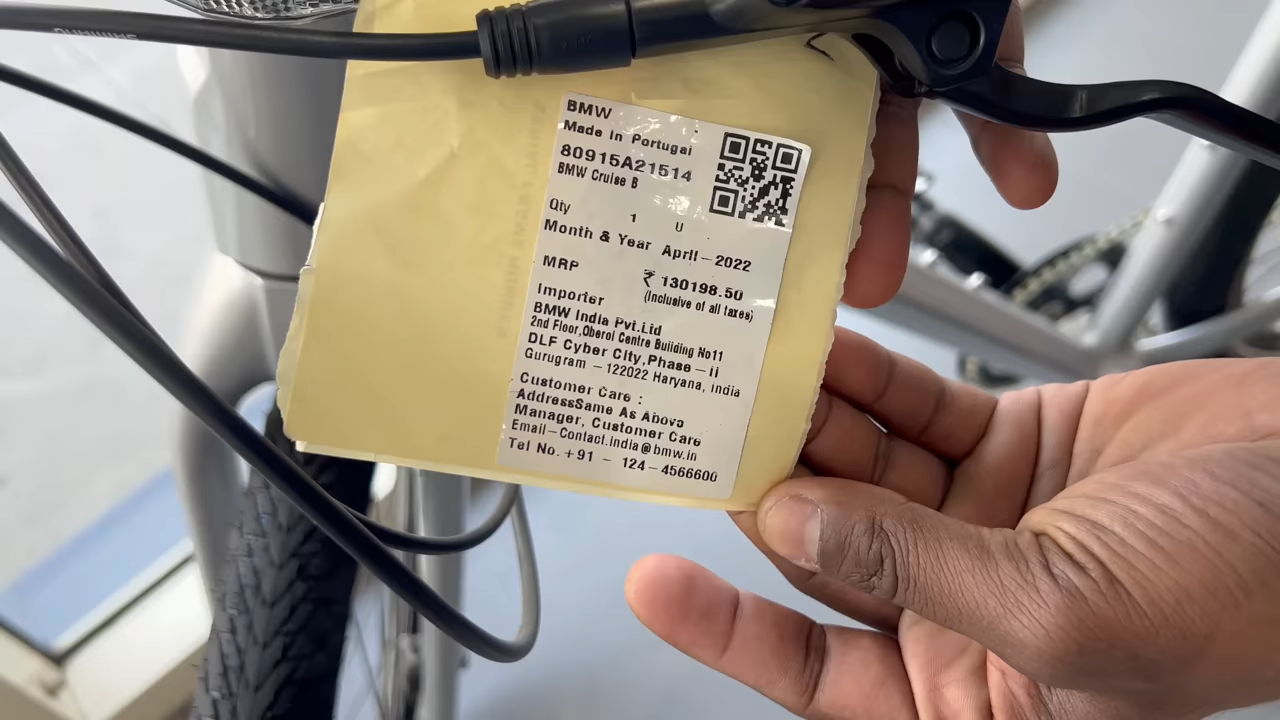 SHIMANO
BMW
Made in Portugal
80915A21514
BMW Cruise B
Qty 1 U
Month & Year April-2022
MRP ₹ 130198.50
(Inclusive of all taxes)
Importer
BMW India Pvt.Ltd
2nd Floor,Oberoi Centre Building No11
DLF Cyber City,Phase-II
Gurugram -122022 Haryana, India
Customer Care :
AddressSame As Above
Manager, Customer Care
Email-Contact.india@bmw.in
Tel No.+91 - 124-4566600